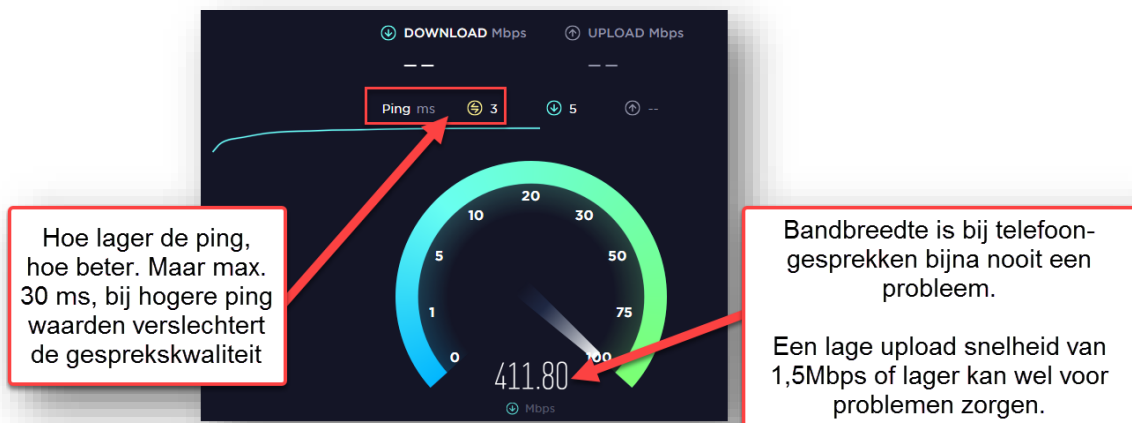 DOWNLOAD Mbps
UPLOAD Mbps
— —
— —
Ping ms 3 5 --
20
10 30
5 50
1 75
0 100
411.80
Mbps
Hoe lager de ping,
hoe beter. Maar max.
30 ms, bij hogere ping
waarden verslechtert
de gesprekskwaliteit
Bandbreedte is bij telefoon-
gesprekken bijna nooit een
probleem.
Een lage upload snelheid van
1,5Mbps of lager kan wel voor
problemen zorgen.